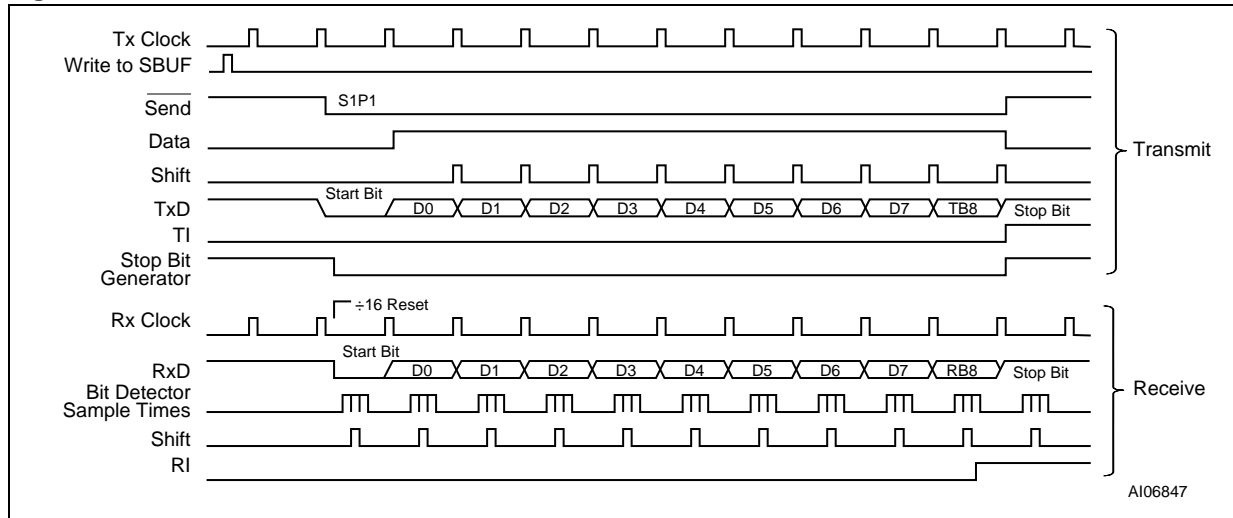 Tx Clock
Write to SBUF
Send
S1P1
Data
Shift
Start Bit
TxD
D0 D1 D2 D3 D4 D5 D6 D7 TB8 Stop Bit
TI
Stop Bit
Generator
Transmit
÷16 Reset
Rx Clock
Start Bit
RxD
D0 D1 D2 D3 D4 D5 D6 D7 RB8 Stop Bit
Bit Detector
Sample Times
Shift
RI
Receive
AI06847